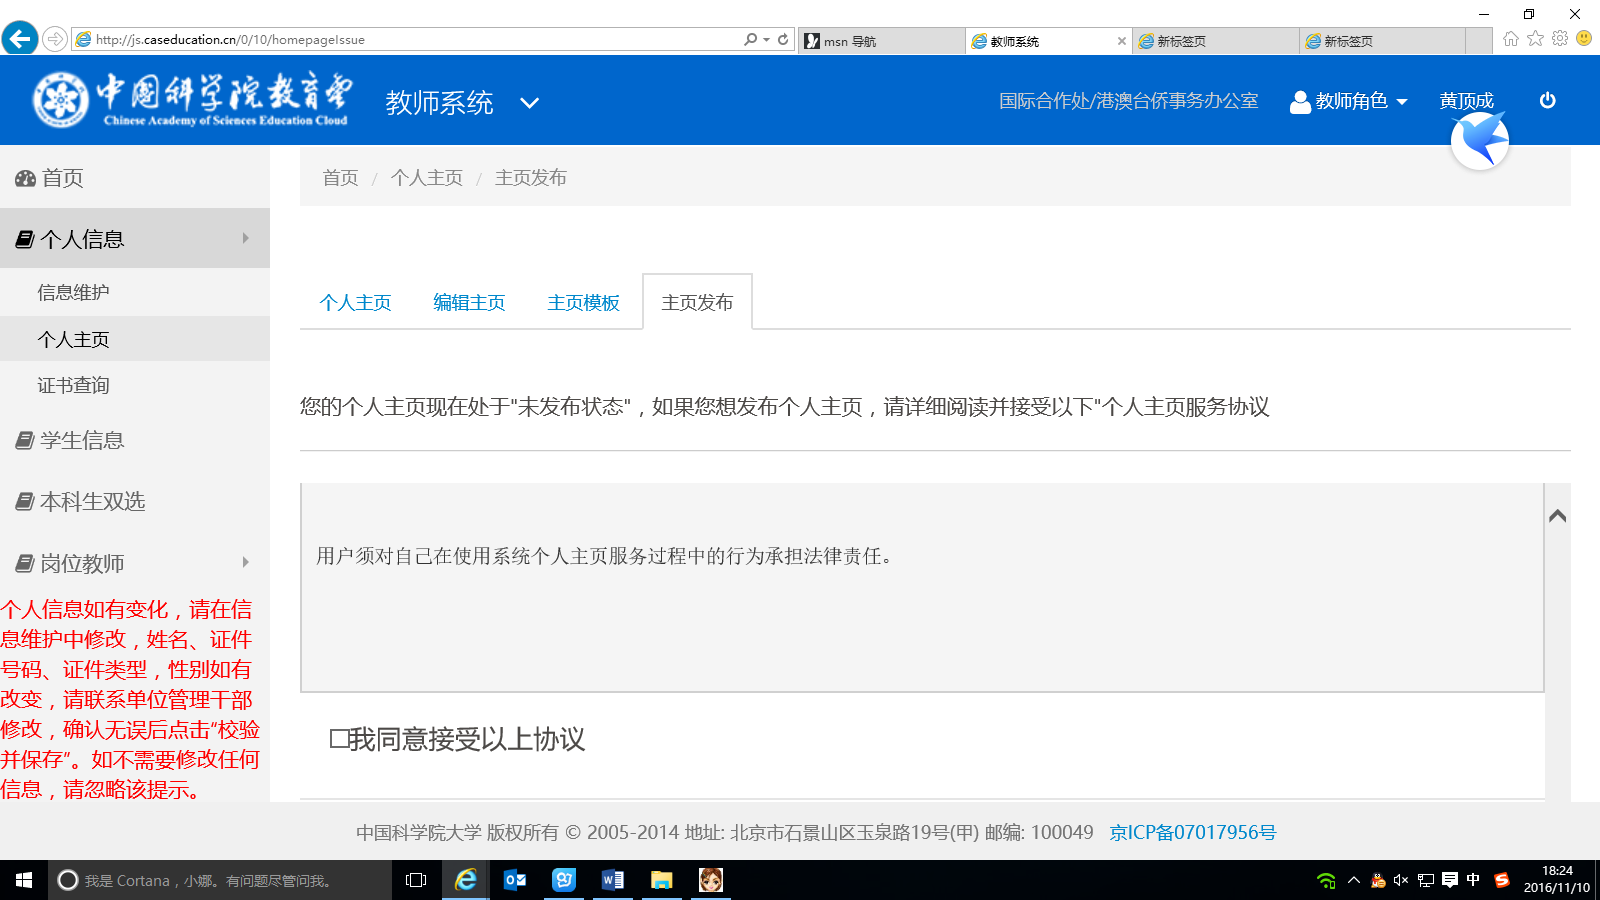 http://js.caseducation.cn/0/10/homepageIssue
msn 导航
教师系统
新标签页
新标签页
中国科学院教育云
Chinese Academy of Sciences Education Cloud
教师系统
国际合作处/港澳台侨事务办公室
教师角色
黄顶成
首页
个人信息
信息维护
个人主页
证书查询
学生信息
本科生双选
岗位教师
个人信息如有变化，请在信
息维护中修改，姓名、证件
号码、证件类型，性别如有
改变，请联系单位管理干部
修改，确认无误后点击“校验
并保存”。如不需要修改任何
信息，请忽略该提示。
首页 / 个人主页 / 主页发布
个人主页
编辑主页
主页模板
主页发布
您的个人主页现在处于"未发布状态"，如果您想发布个人主页，请详细阅读并接受以下"个人主页服务协议
用户须对自己在使用系统个人主页服务过程中的行为承担法律责任。
我同意接受以上协议
中国科学院大学 版权所有 © 2005-2014 地址: 北京市石景山区玉泉路19号(甲) 邮编: 100049 京ICP备07017956号
我是 Cortana，小娜。有问题尽管问我。
中
18:24
2016/11/10